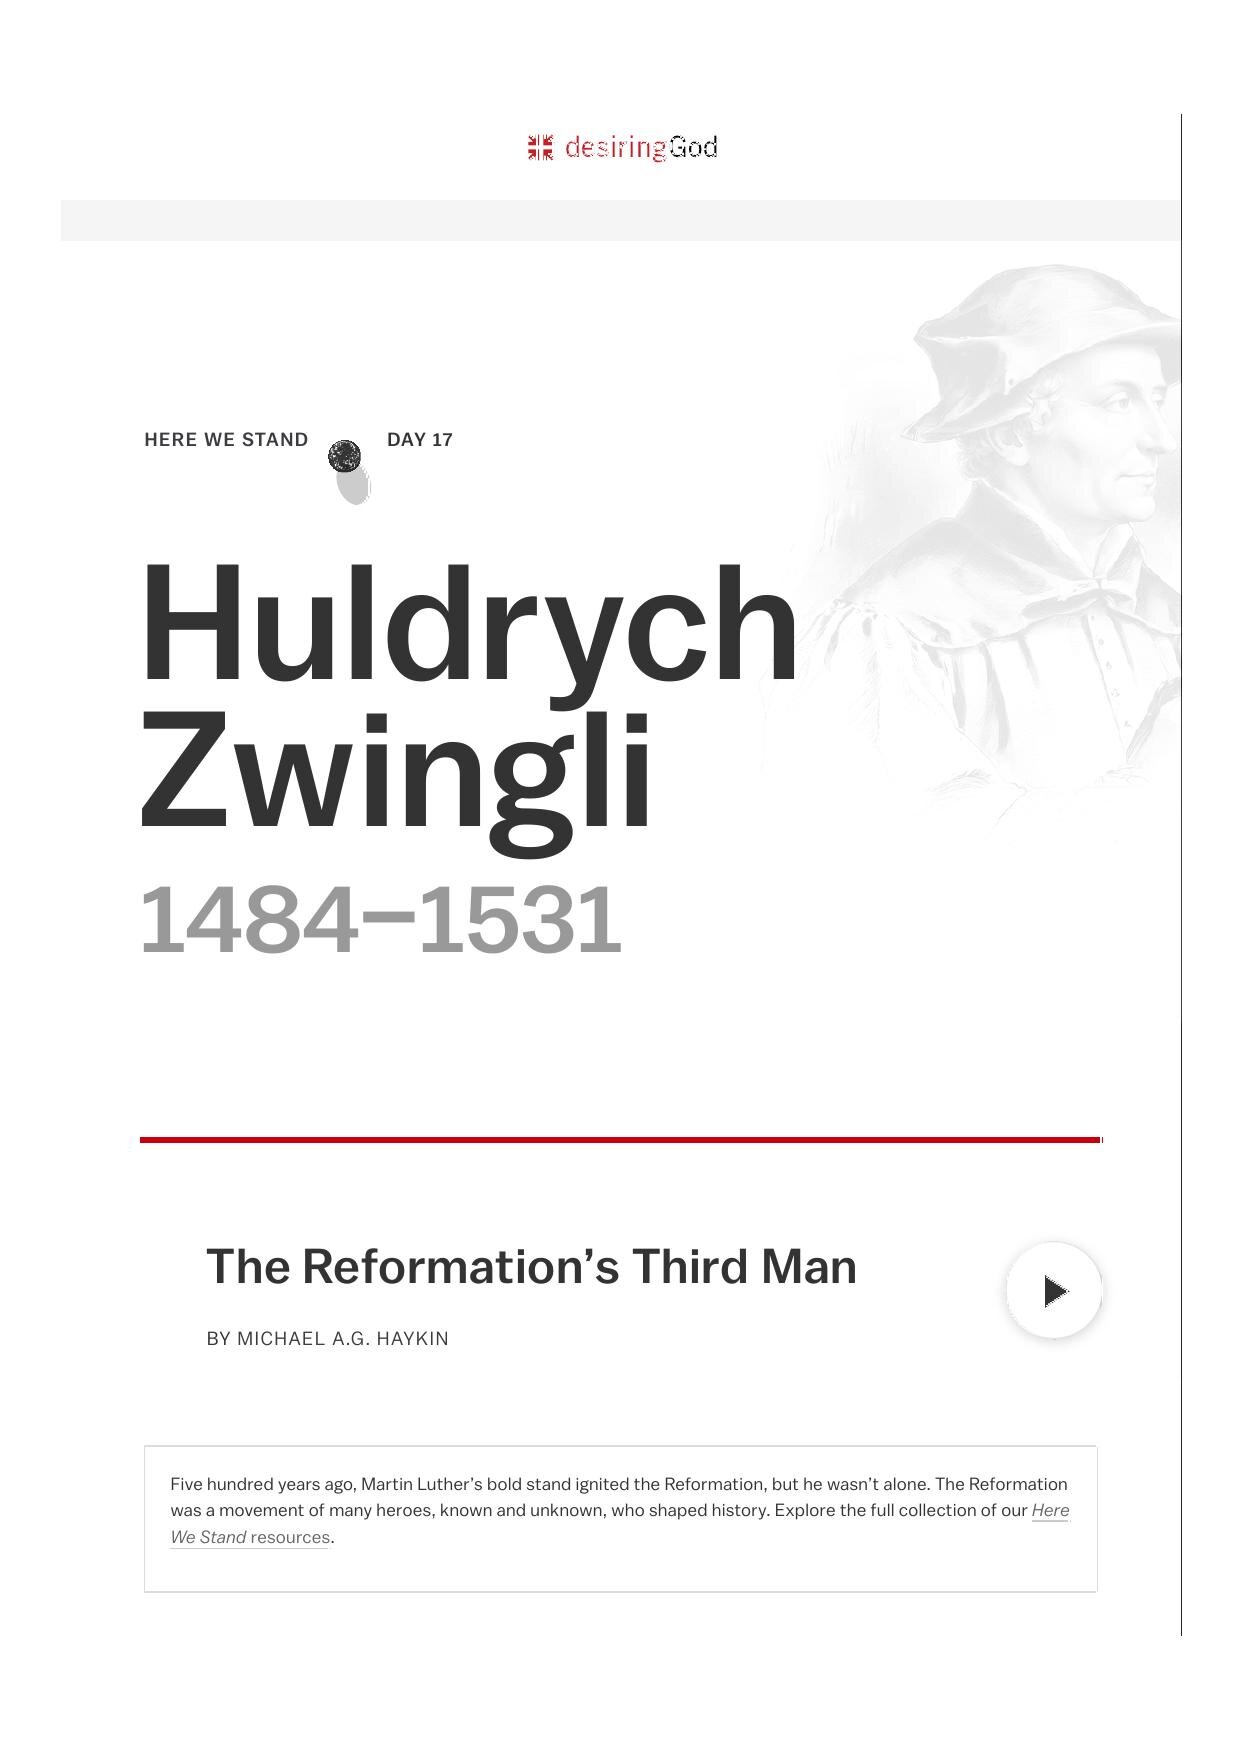 desiringGod
HERE WE STAND DAY 17
Huldrych
Zwingli
1484–1531
The Reformation’s Third Man
BY MICHAEL A.G. HAYKIN
Five hundred years ago, Martin Luther’s bold stand ignited the Reformation, but he wasn’t alone. The Reformation
was a movement of many heroes, known and unknown, who shaped history. Explore the full collection of our Here
We Stand resources.